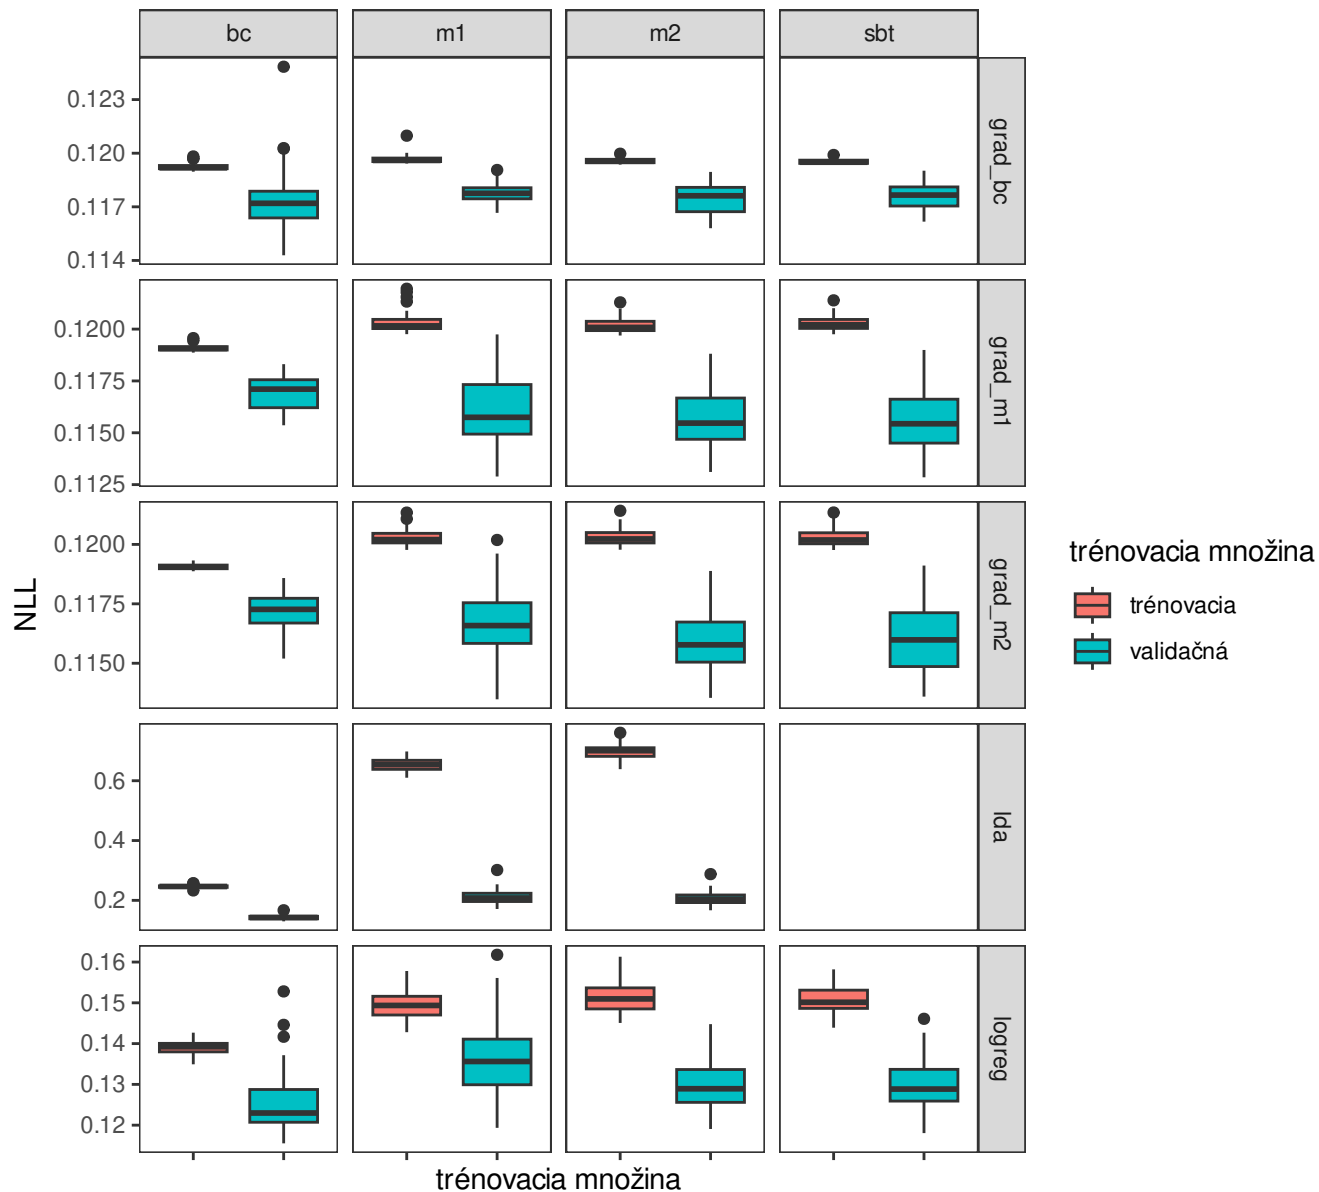 bc m1 m2 sbt
0.123
0.120
0.117
0.114
grad_bc
0.1200
0.1175
0.1150
0.1125
grad_m1
0.1200
0.1175
0.1150
grad_m2
0.6
0.4
0.2
lda
0.16
0.15
0.14
0.13
0.12
logreg
NLL
trénovacia množina
trénovacia množina
trénovacia
validačná